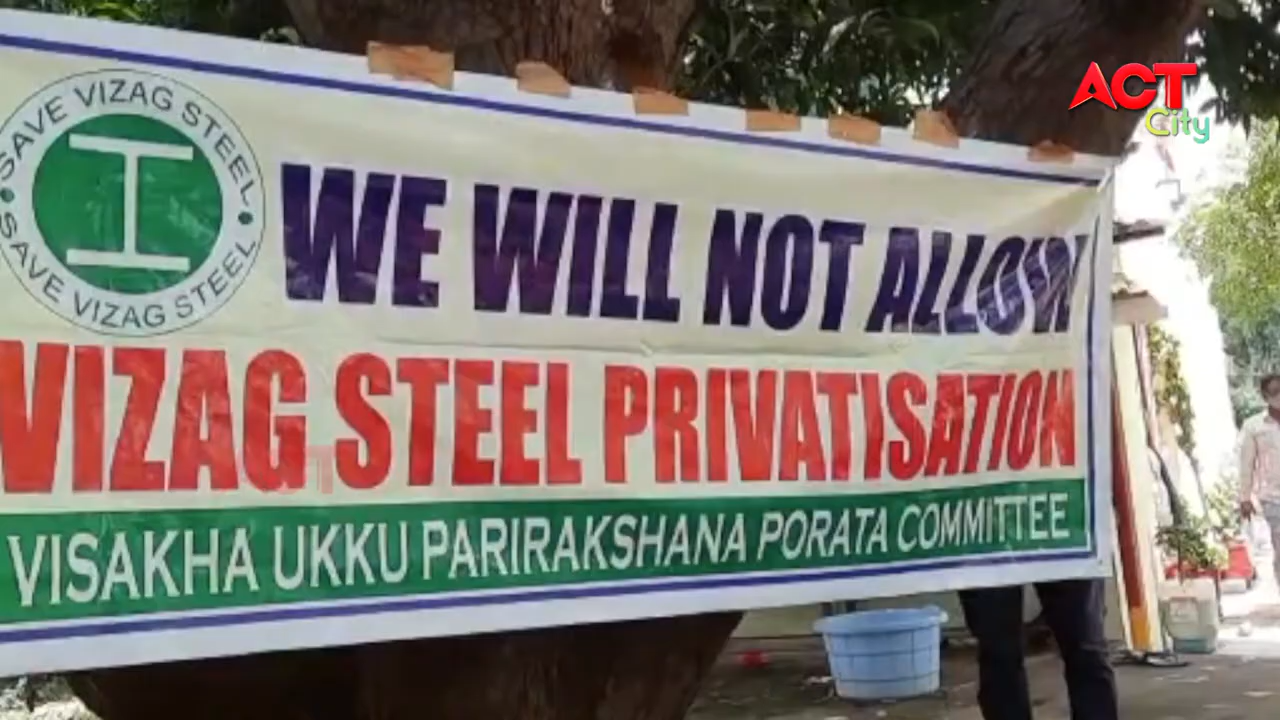 ACT
City
SAVE VIZAG STEEL
SAVE VIZAG STEEL
WE WILL NOT ALLOW
VIZAG STEEL PRIVATISATION
VISAKHA UKKU PARIRAKSHANA PORATA COMMITTEE